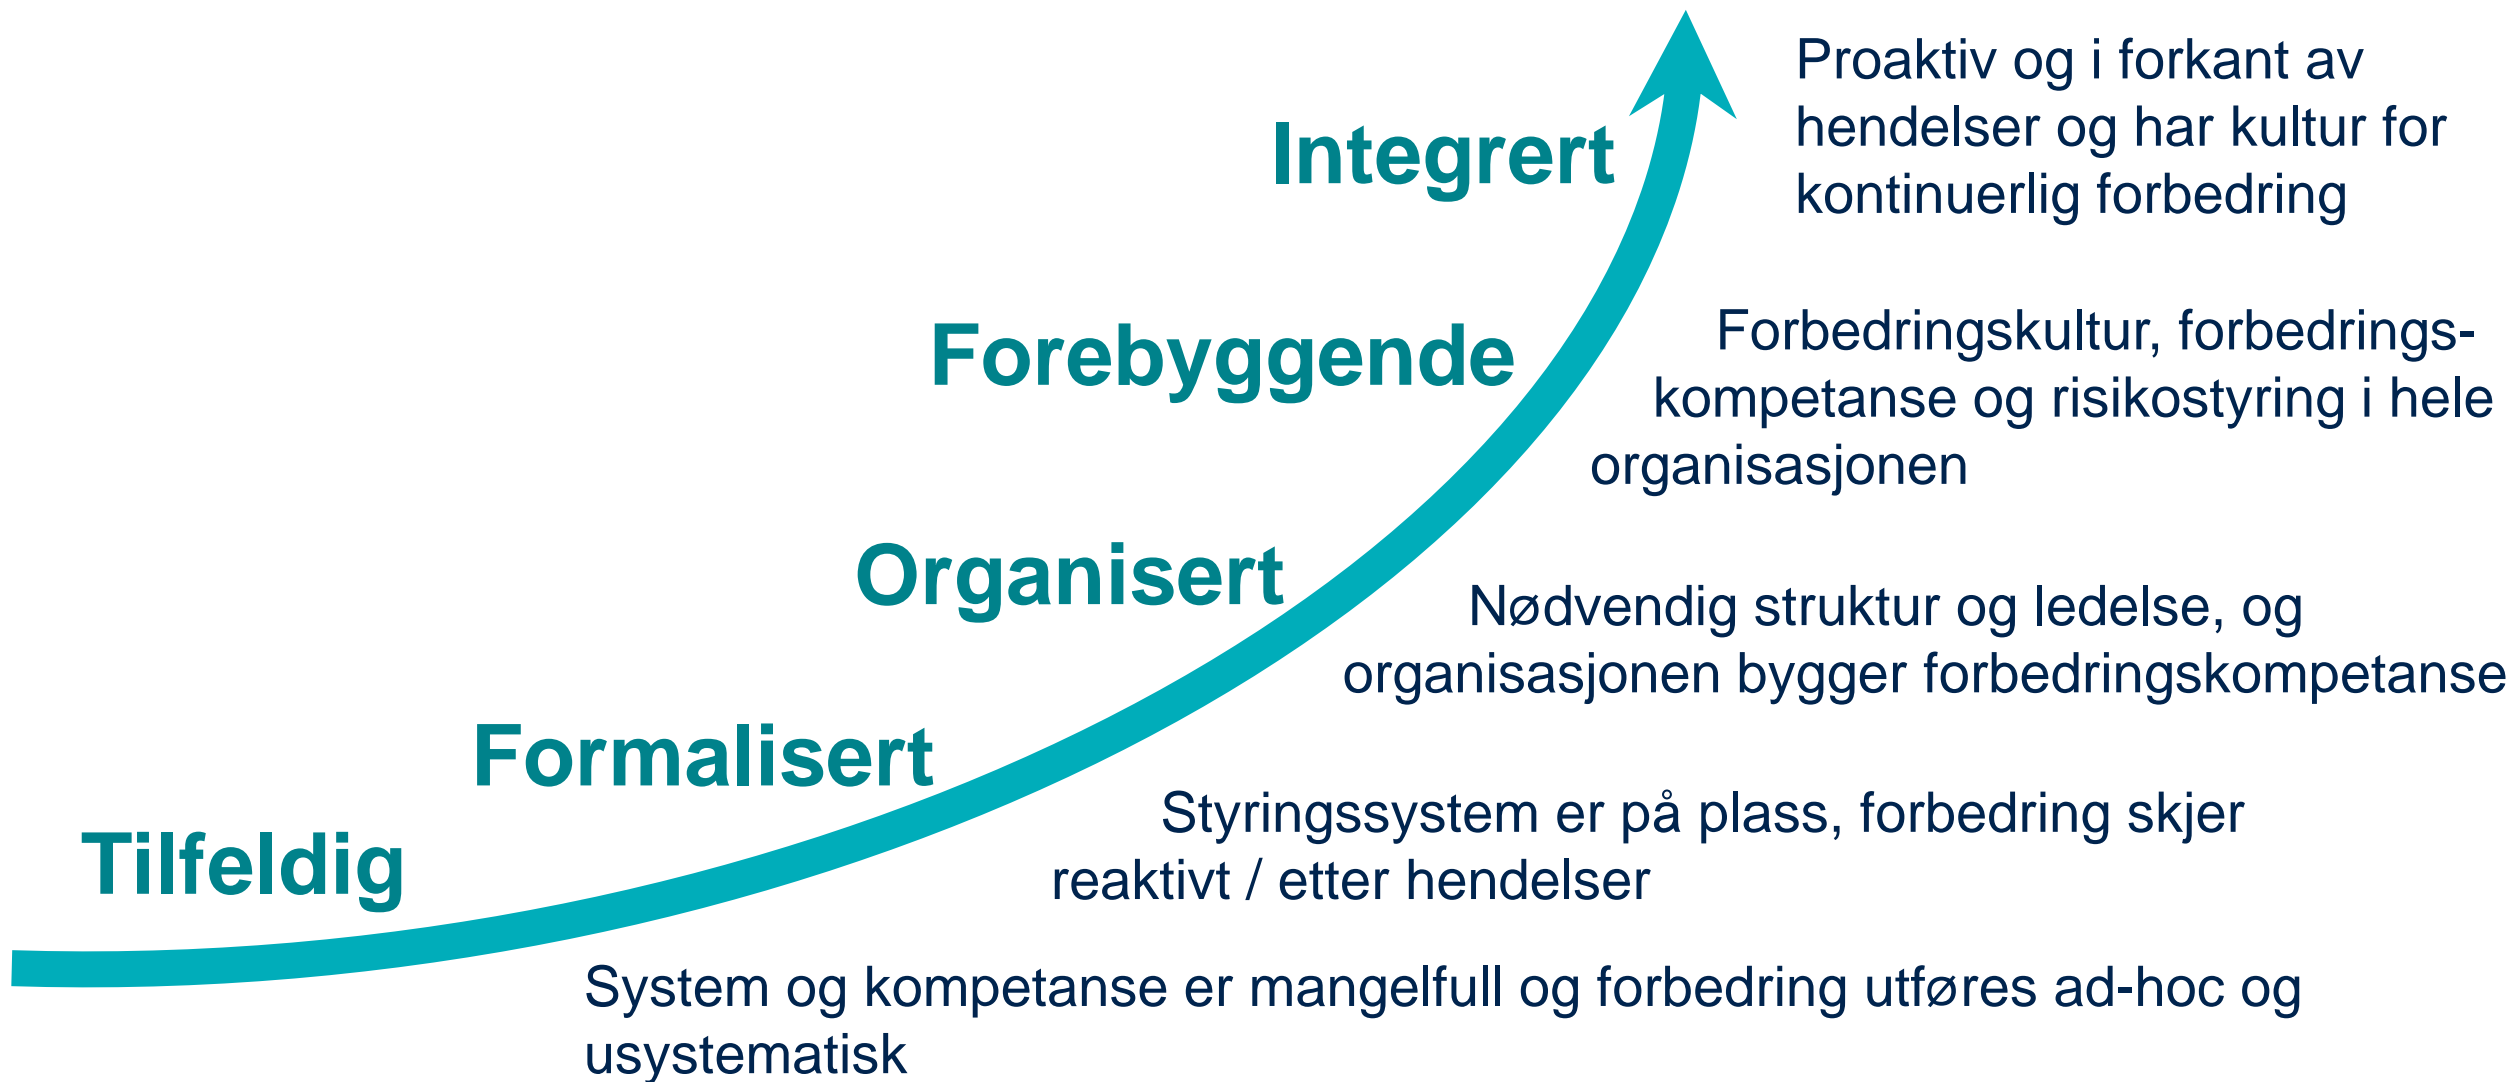 Proaktiv og i forkant av
hendelser og har kultur for
kontinuerlig forbedring
Integrert
Forbedringskultur, forbedrings-
kompetanse og risikostyring i hele
organisasjonen
Forebyggende
Nødvendig struktur og ledelse, og
organisasjonen bygger forbedringskompetanse
Organisert
Styringssystem er på plass, forbedring skjer
reaktivt / etter hendelser
Formalisert
Tilfeldig
System og kompetanse er mangelfull og forbedring utføres ad-hoc og
usystematisk